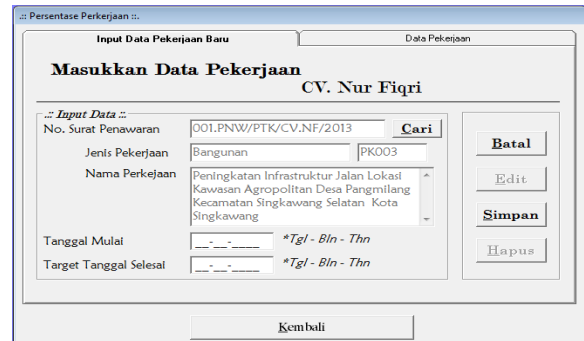 .:: Persentase Perkerjaan ::.
Input Data Pekerjaan Baru
Data Pekerjaan
Masukkan Data Pekerjaan
CV. Nur Fiqri
..:: Input Data ::..
No. Surat Penawaran 001.PNW/PTK/CV.NF/2013 Cari
Jenis Pekerjaan Bangunan PK003
Nama Perkejaan Peningkatan Infrastruktur Jalan Lokasi
Kawasan Agropolitan Desa Pangmilang
Kecamatan Singkawang Selatan Kota
Singkawang
Tanggal Mulai __-__-____ *Tgl - Bln - Thn
Target Tanggal Selesai __-__-____ *Tgl - Bln - Thn
Batal
Edit
Simpan
Hapus
Kembali